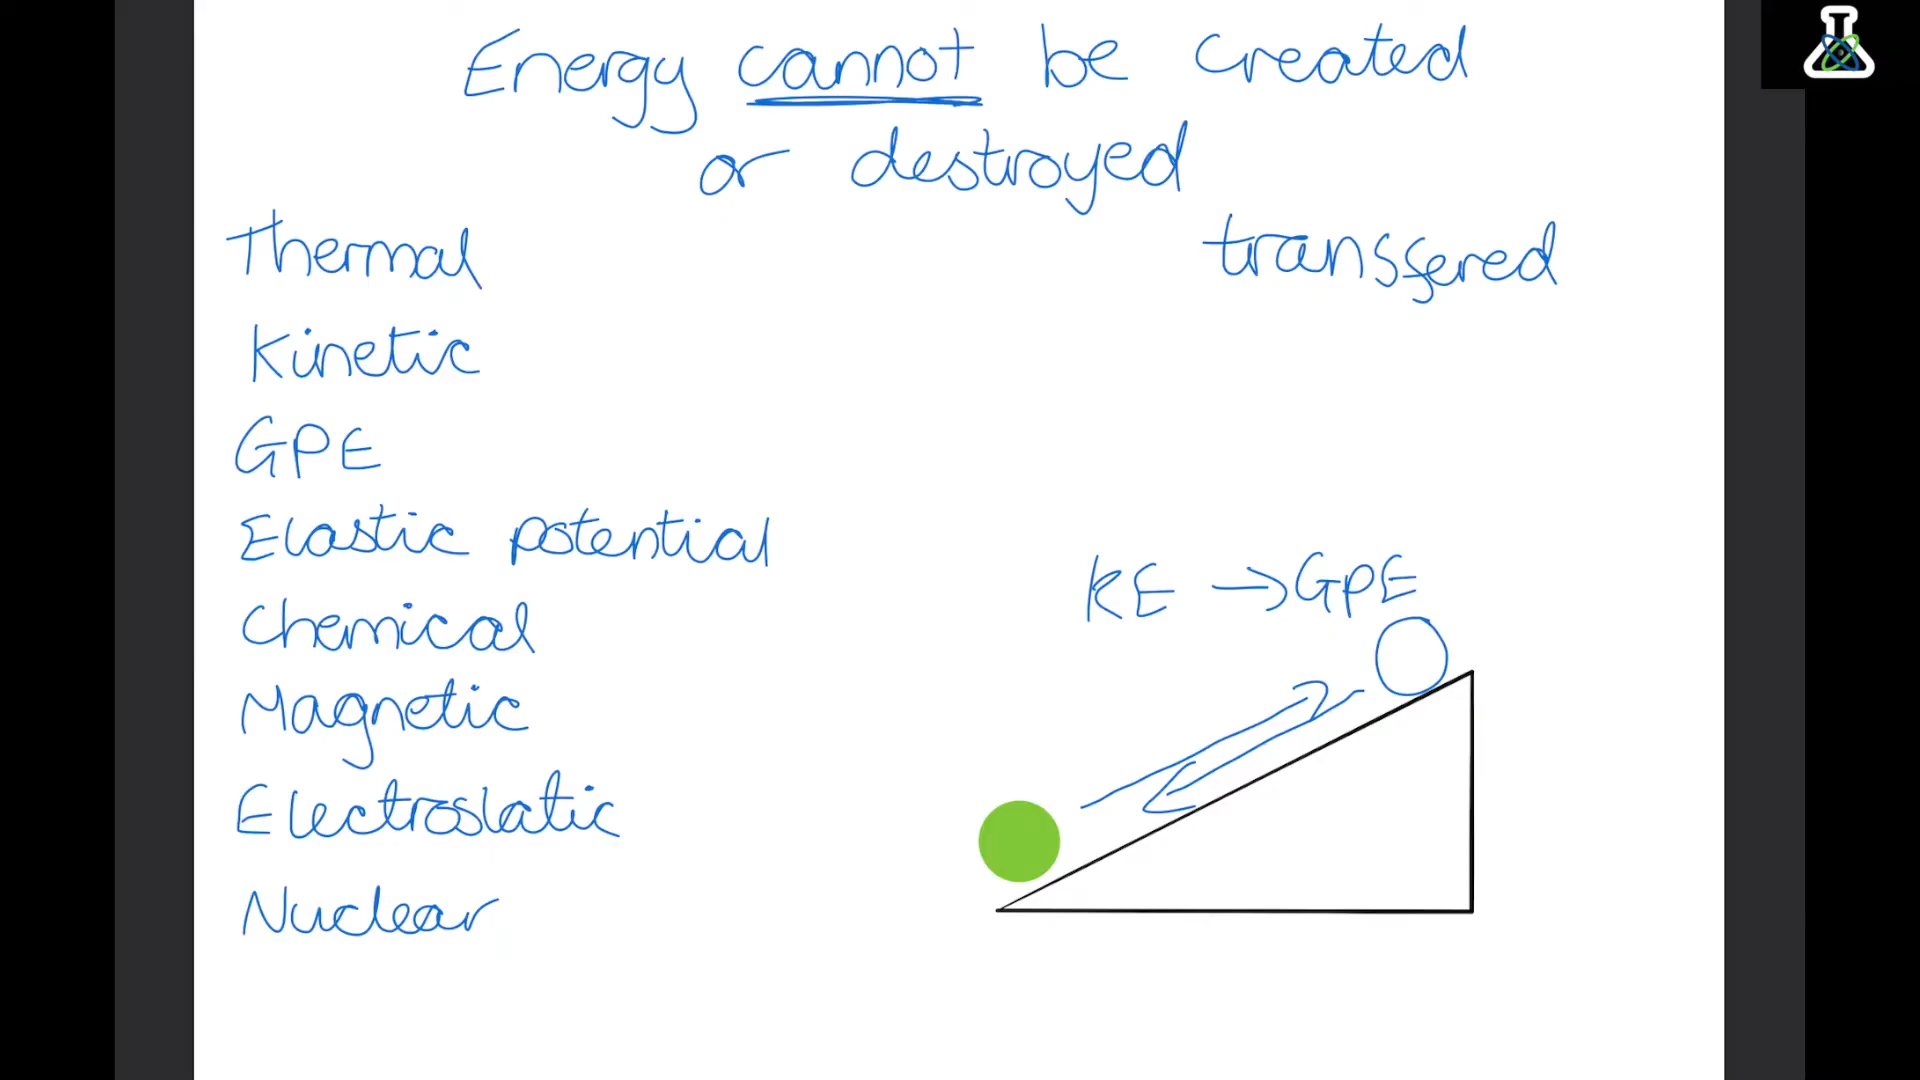 Energy cannot be created
or destroyed
Thermal
transfered
Kinetic
GPE
Elastic potential
Chemical
Magnetic
Electrostatic
Nuclear
KE → GPE